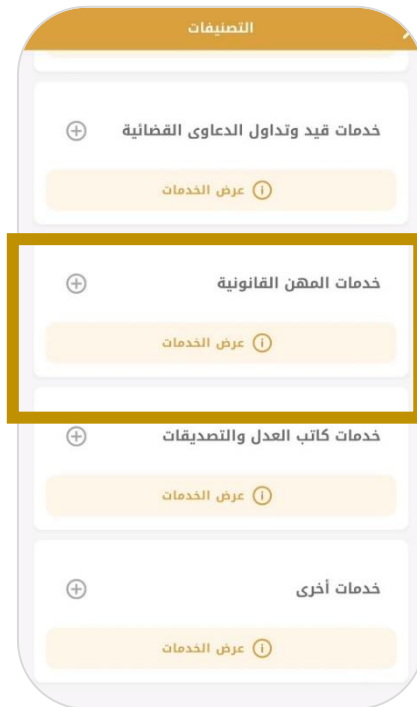 التصنيفات
خدمات قيد وتداول الدعاوى القضائية
عرض الخدمات
خدمات المهن القانونية
عرض الخدمات
خدمات كاتب العدل والتصديقات
عرض الخدمات
خدمات أخرى
عرض الخدمات